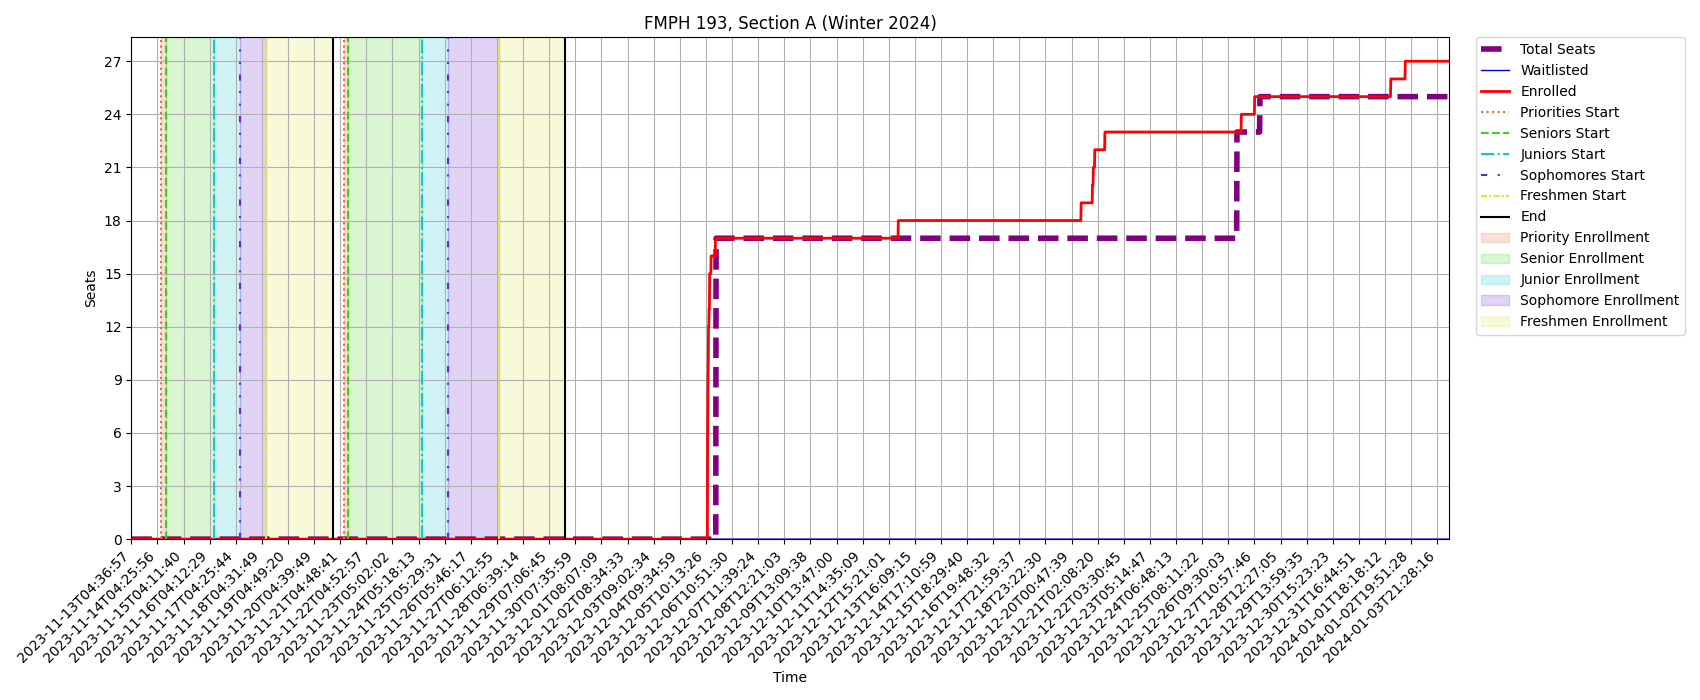 FMPH 193, Section A (Winter 2024)
27
24
21
18
15
12
9
6
3
0
Seats
2023-11-13T04:36:57
2023-11-14T04:25:56
2023-11-15T04:11:40
2023-11-16T04:12:29
2023-11-17T04:25:44
2023-11-18T04:31:49
2023-11-19T04:49:20
2023-11-20T04:39:49
2023-11-21T04:48:41
2023-11-22T04:52:57
2023-11-23T05:02:02
2023-11-24T05:18:13
2023-11-25T05:29:31
2023-11-26T05:46:17
2023-11-27T06:12:55
2023-11-28T06:39:14
2023-11-29T07:06:45
2023-11-30T07:35:59
2023-12-01T08:07:09
2023-12-02T08:34:33
2023-12-03T09:02:34
2023-12-04T09:34:59
2023-12-05T10:13:26
2023-12-06T10:51:30
2023-12-07T11:39:24
2023-12-08T12:21:03
2023-12-09T13:09:38
2023-12-10T13:47:00
2023-12-11T14:35:09
2023-12-12T15:21:01
2023-12-13T16:09:15
2023-12-14T17:10:59
2023-12-15T18:29:40
2023-12-16T19:48:32
2023-12-17T21:59:37
2023-12-18T23:22:30
2023-12-20T00:47:39
2023-12-21T02:08:20
2023-12-22T03:30:45
2023-12-23T05:14:47
2023-12-24T06:48:13
2023-12-25T08:11:22
2023-12-26T09:30:03
2023-12-27T10:57:46
2023-12-28T12:27:05
2023-12-29T13:59:35
2023-12-30T15:23:23
2023-12-31T16:44:51
2024-01-01T18:18:12
2024-01-02T19:51:28
2024-01-03T21:28:16
Time
Total Seats
Waitlisted
Enrolled
Priorities Start
Seniors Start
Juniors Start
Sophomores Start
Freshmen Start
End
Priority Enrollment
Senior Enrollment
Junior Enrollment
Sophomore Enrollment
Freshmen Enrollment